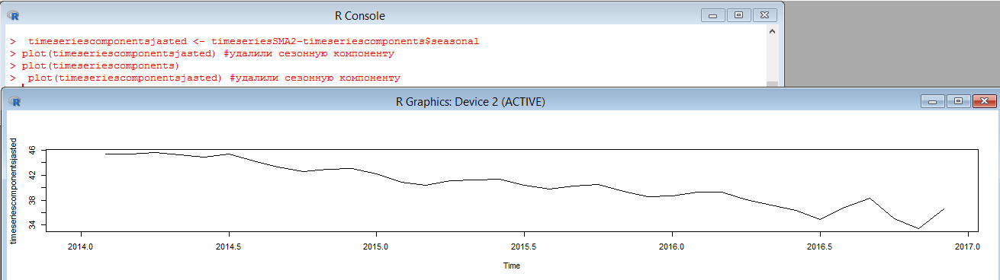 R Console
>  timeseriescomponentsjasted <- timeseriesSMA2-timeseriescomponents$seasonal
> plot(timeseriescomponentsjasted) #удалили сезонную компоненту
> plot(timeseriescomponents)
>  plot(timeseriescomponentsjasted) #удалили сезонную компоненту
R Graphics: Device 2 (ACTIVE)
timeseriescomponentsjasted
46
42
38
34
2014.0 2014.5 2015.0 2015.5 2016.0 2016.5 2017.0
Time